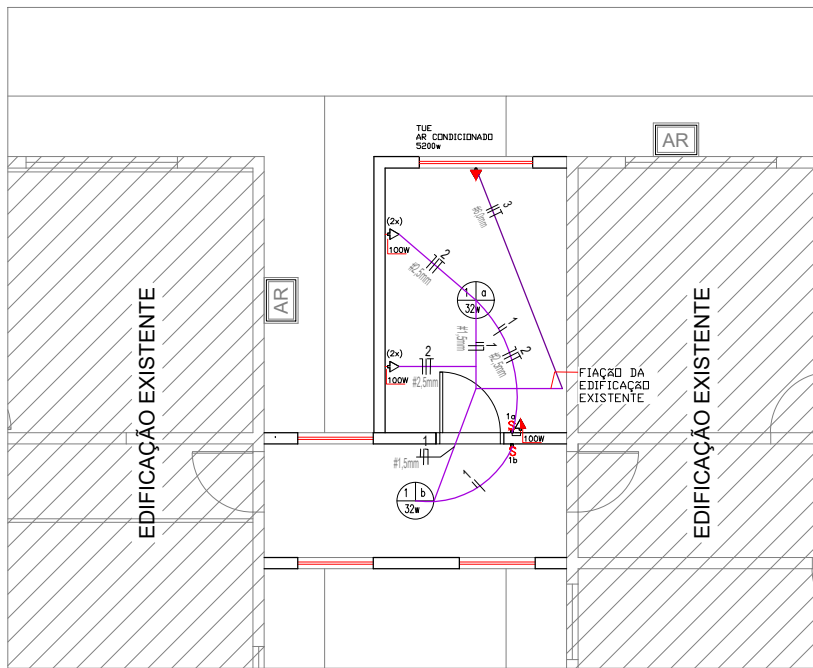 AR
TUE
AR CONDICIONADO
5200w
3
#6,0mm
(2x)
100W
2
#2,5mm
1 a
32w
AR
1
1
#1,5mm
2
#2,5mm
(2x)
100W
2
#2,5mm
FIAÇÃO DA
EDIFICAÇÃO
EXISTENTE
EDIFICAÇÃO EXISTENTE
EDIFICAÇÃO EXISTENTE
1a
S
100W
S
1b
1
#1,5mm
1
1 b
32w